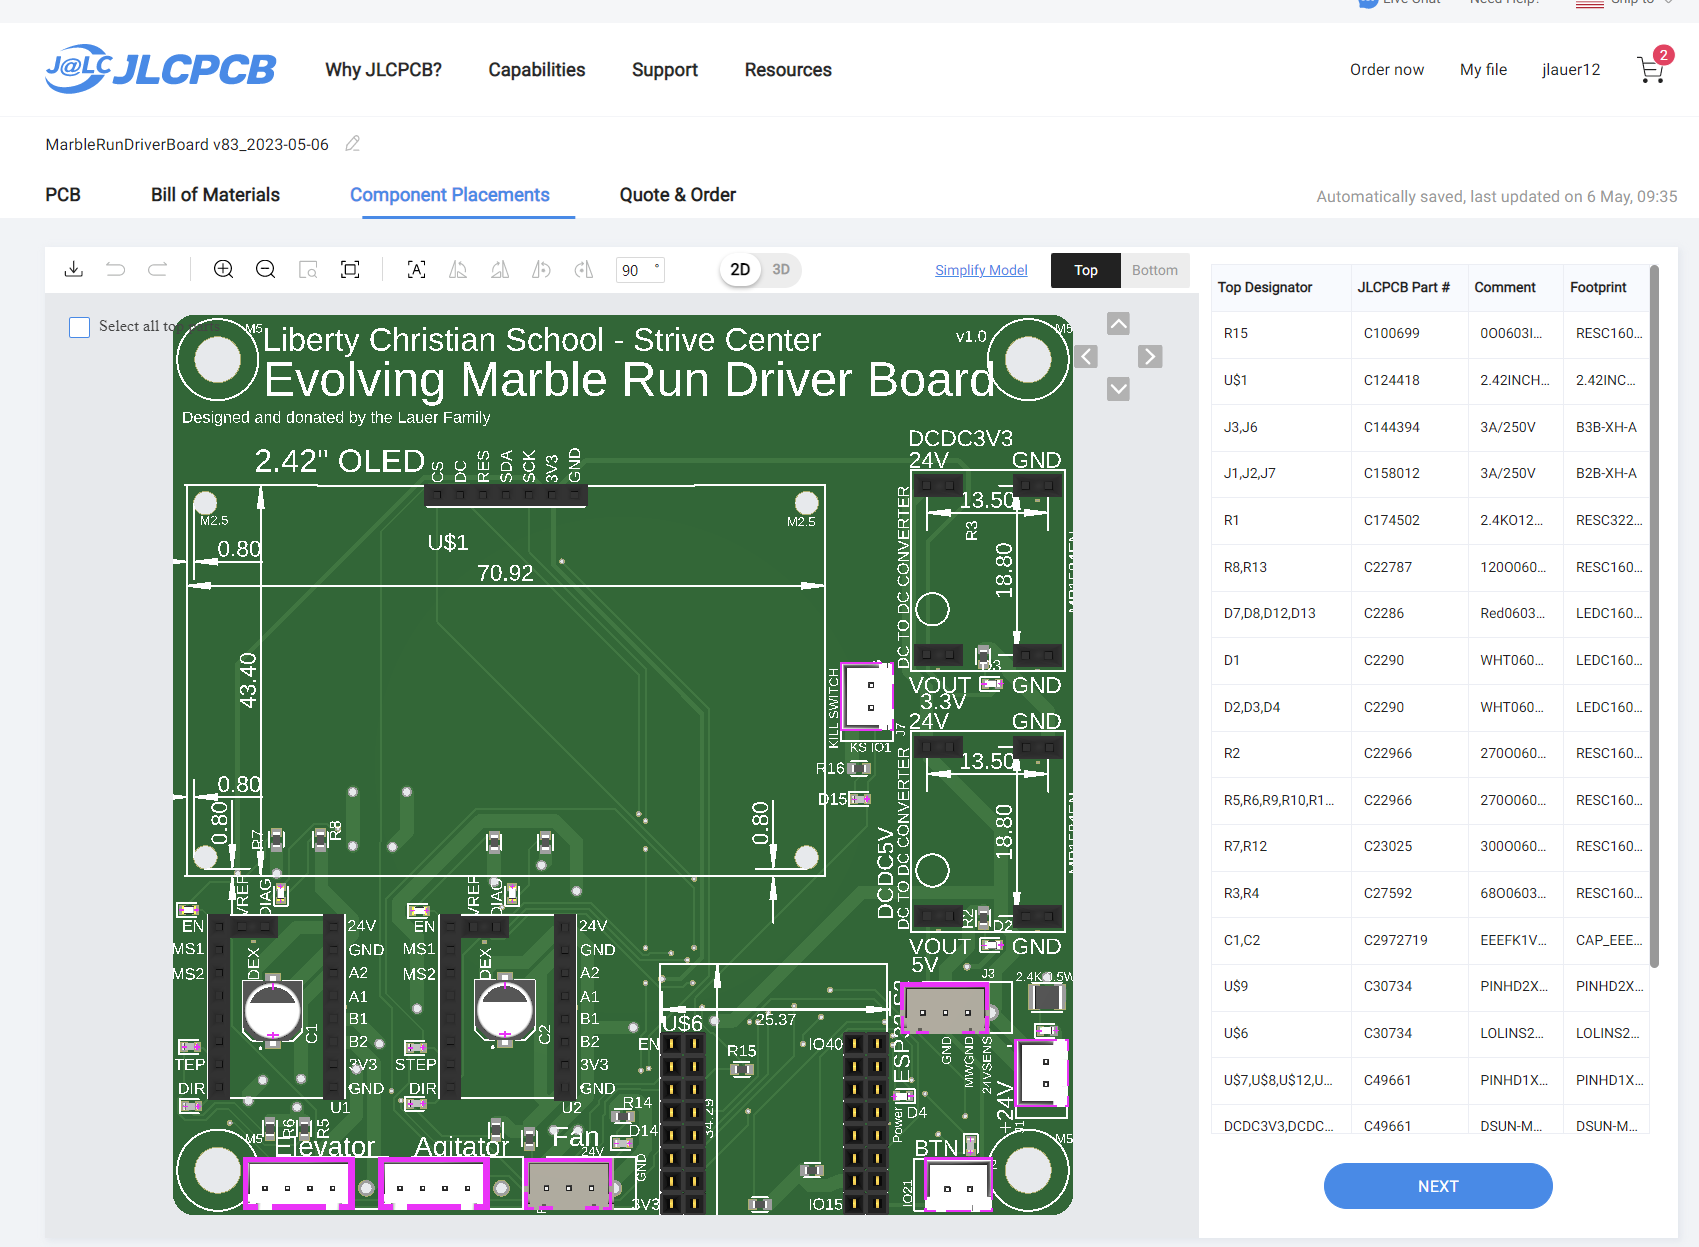 Live Chat Need Help? Ship to
J@LC JLCPCB Why JLCPCB? Capabilities Support Resources Order now My file jlauer12 2
MarbleRunDriverBoard v83_2023-05-06
PCB Bill of Materials Component Placements Quote & Order Automatically saved, last updated on 6 May, 09:35
90 ° 2D 3D Simplify Model Top Bottom
Select all top parts
M5 Liberty Christian School - Strive Center v1.0 M5
Evolving Marble Run Driver Board
Designed and donated by the Lauer Family
2.42" OLED
CS DC RES SDA SCK 3V3 GND
M2.5 M2.5
0.80
U$1
70.92
43.40
0.80
0.80 0.80
R7 R8
DCDC3V3
24V GND
13.50
R3
18.80
DC TO DC CONVERTER
D3
VOUT GND
3.3V
KILL SWITCH
J7
KS IO1
R16
D15
24V GND
13.50
18.80
DCDC5V
DC TO DC CONVERTER
R2 D2
VOUT GND
5V
VREF DIAG VREF DIAG
EN 24V EN 24V
MS1 GND MS1 GND
MS2 A2 MS2 A2
DEX A1 DEX A1
C1 B1 C2 B1
B2 B2
TEP 3V3 STEP 3V3
DIR GND DIR GND
U1 U2
R6 R5
M5 Elevator Agitator Fan
24V
R14
D14
GND
3V3
U$6
25.37
EN IO40
R15
34.29
IO15
J3 2.4K 0.5W
GND MWGND 24VSENS
+24V
J1
Power D4
BTN M5
IO21
Top Designator JLCPCB Part # Comment Footprint
R15 C100699 0O0603I... RESC160...
U$1 C124418 2.42INCH... 2.42INC...
J3,J6 C144394 3A/250V B3B-XH-A
J1,J2,J7 C158012 3A/250V B2B-XH-A
R1 C174502 2.4KO12... RESC322...
R8,R13 C22787 120O060... RESC160...
D7,D8,D12,D13 C2286 Red0603... LEDC160...
D1 C2290 WHT060... LEDC160...
D2,D3,D4 C2290 WHT060... LEDC160...
R2 C22966 270O060... RESC160...
R5,R6,R9,R10,R1... C22966 270O060... RESC160...
R7,R12 C23025 300O060... RESC160...
R3,R4 C27592 68O0603... RESC160...
C1,C2 C2972719 EEEFK1V... CAP_EEE...
U$9 C30734 PINHD2X... PINHD2X...
U$6 C30734 LOLINS2... LOLINS2...
U$7,U$8,U$12,U... C49661 PINHD1X... PINHD1X...
DCDC3V3,DCDC... C49661 DSUN-M... DSUN-M...
NEXT